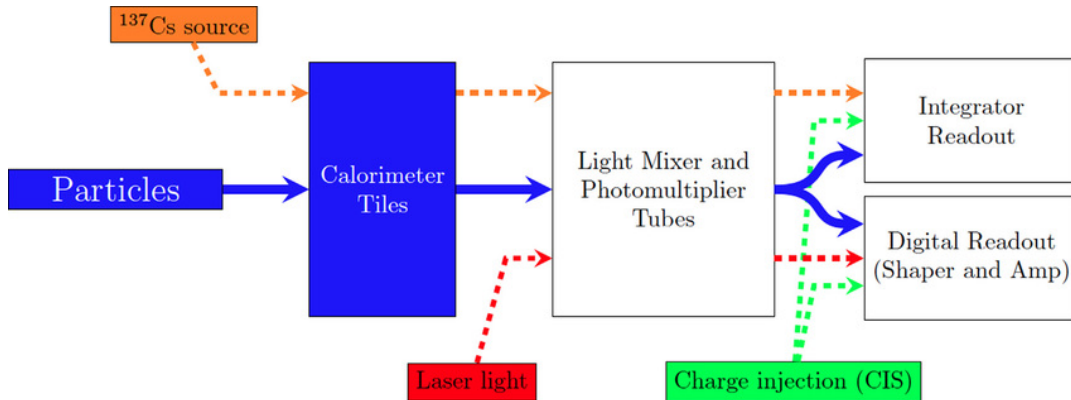 ¹³⁷Cs source
Particles
Calorimeter
Tiles
Light Mixer and
Photomultiplier
Tubes
Integrator
Readout
Digital Readout
(Shaper and Amp)
Laser light
Charge injection (CIS)